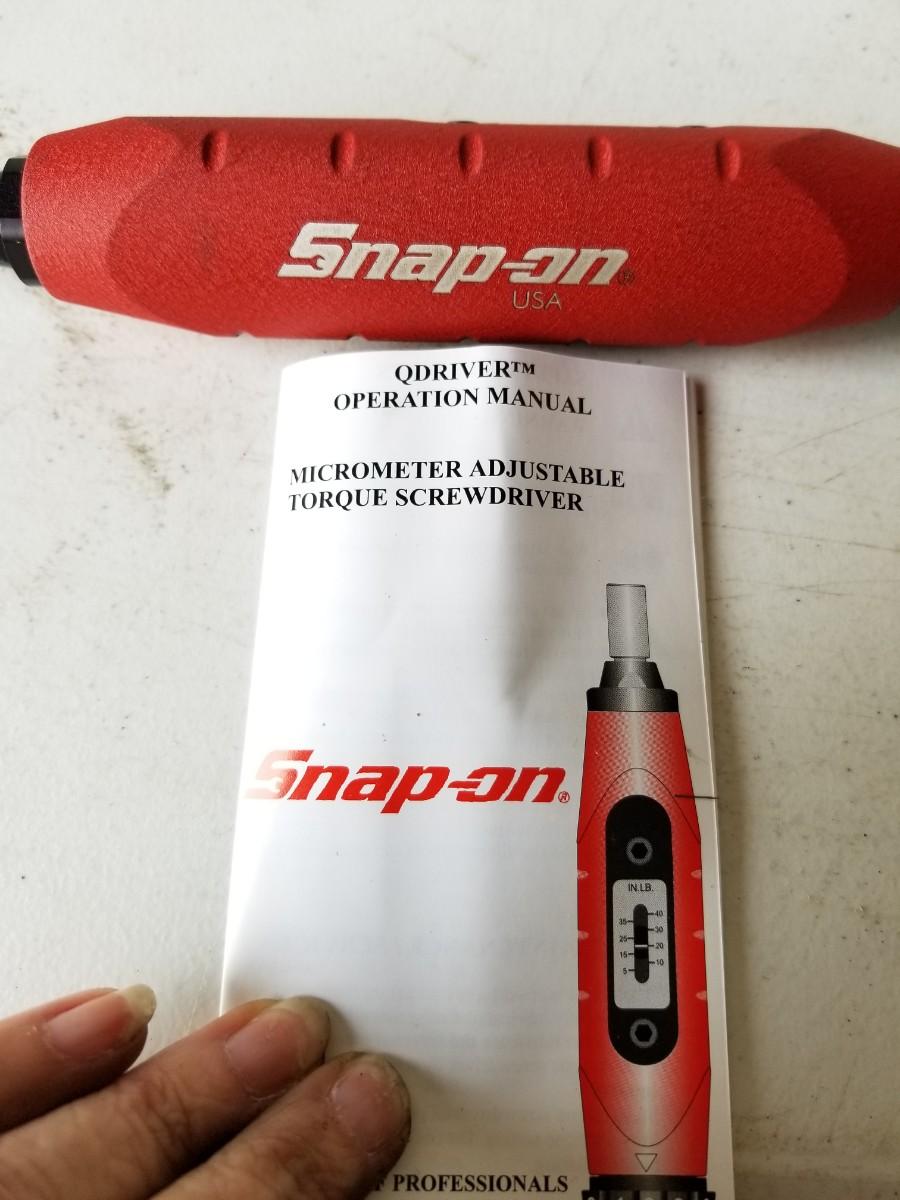 Snap-on®
USA
QDRIVER™
OPERATION MANUAL
MICROMETER ADJUSTABLE
TORQUE SCREWDRIVER
Snap-on®
IN.LB.
40
35
30
25
20
15
10
5
PROFESSIONALS